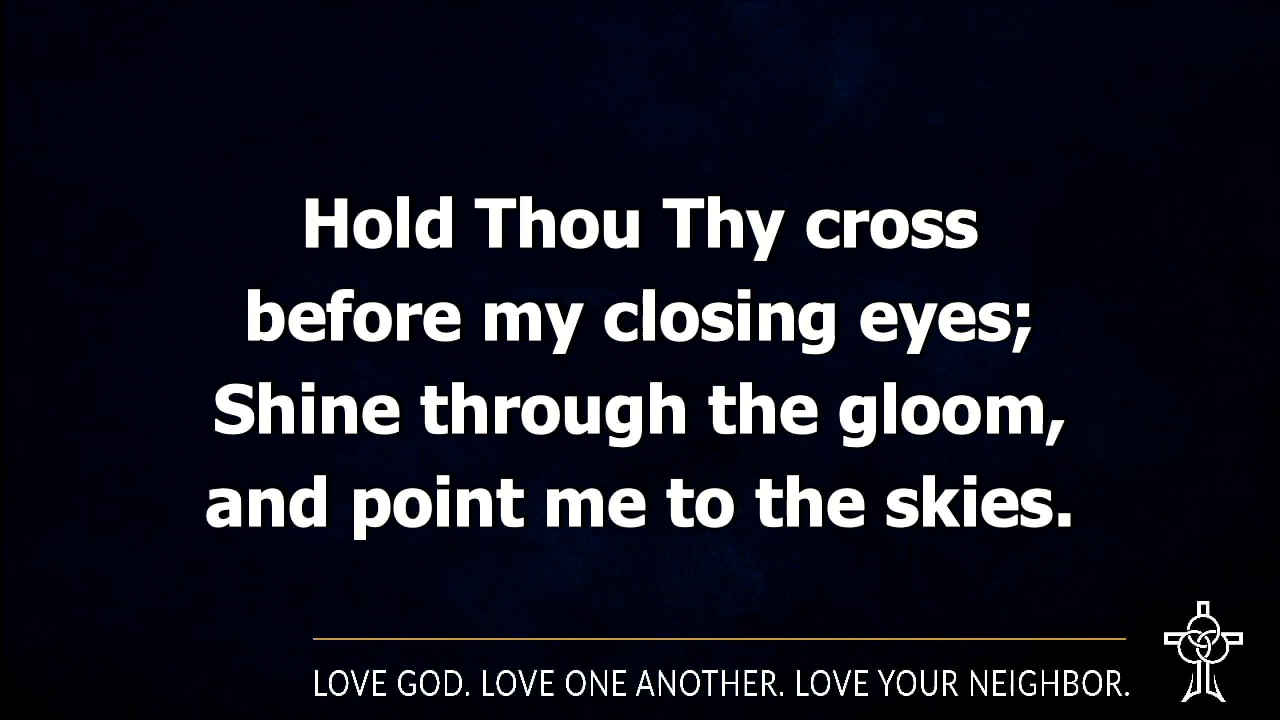 Hold Thou Thy cross
before my closing eyes;
Shine through the gloom,
and point me to the skies.
LOVE GOD. LOVE ONE ANOTHER. LOVE YOUR NEIGHBOR.